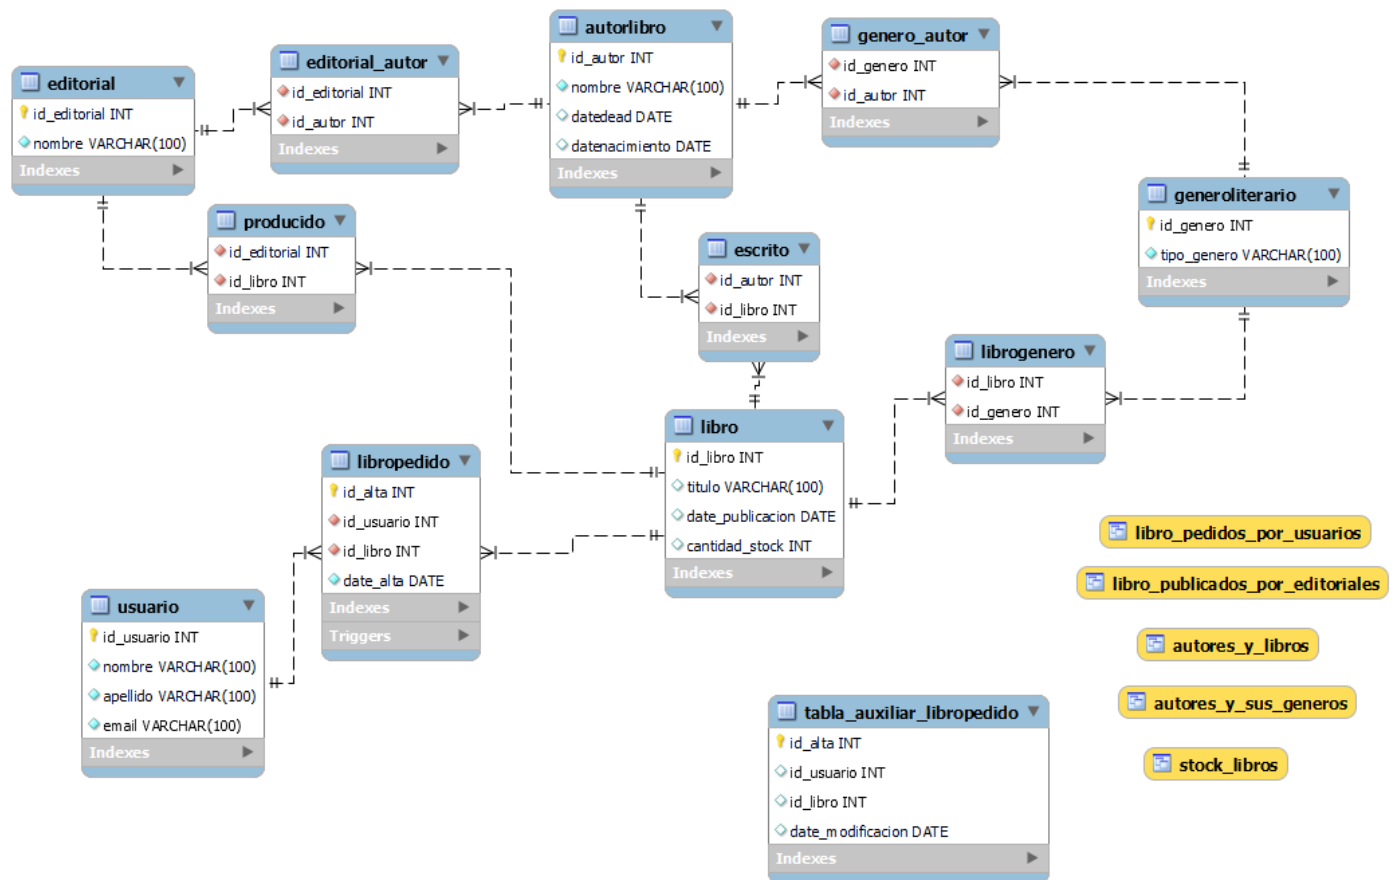 editorial
id_editorial INT
nombre VARCHAR(100)
Indexes
editorial_autor
id_editorial INT
id_autor INT
Indexes
autorlibro
id_autor INT
nombre VARCHAR(100)
datedead DATE
datenacimiento DATE
Indexes
genero_autor
id_genero INT
id_autor INT
Indexes
generoliterario
id_genero INT
tipo_genero VARCHAR(100)
Indexes
producido
id_editorial INT
id_libro INT
Indexes
escrito
id_autor INT
id_libro INT
Indexes
librogenero
id_libro INT
id_genero INT
Indexes
libro
id_libro INT
titulo VARCHAR(100)
date_publicacion DATE
cantidad_stock INT
Indexes
libropedido
id_alta INT
id_usuario INT
id_libro INT
date_alta DATE
Indexes
Triggers
usuario
id_usuario INT
nombre VARCHAR(100)
apellido VARCHAR(100)
email VARCHAR(100)
Indexes
tabla_auxiliar_libropedido
id_alta INT
id_usuario INT
id_libro INT
date_modificacion DATE
Indexes
libro_pedidos_por_usuarios
libro_publicados_por_editoriales
autores_y_libros
autores_y_sus_generos
stock_libros